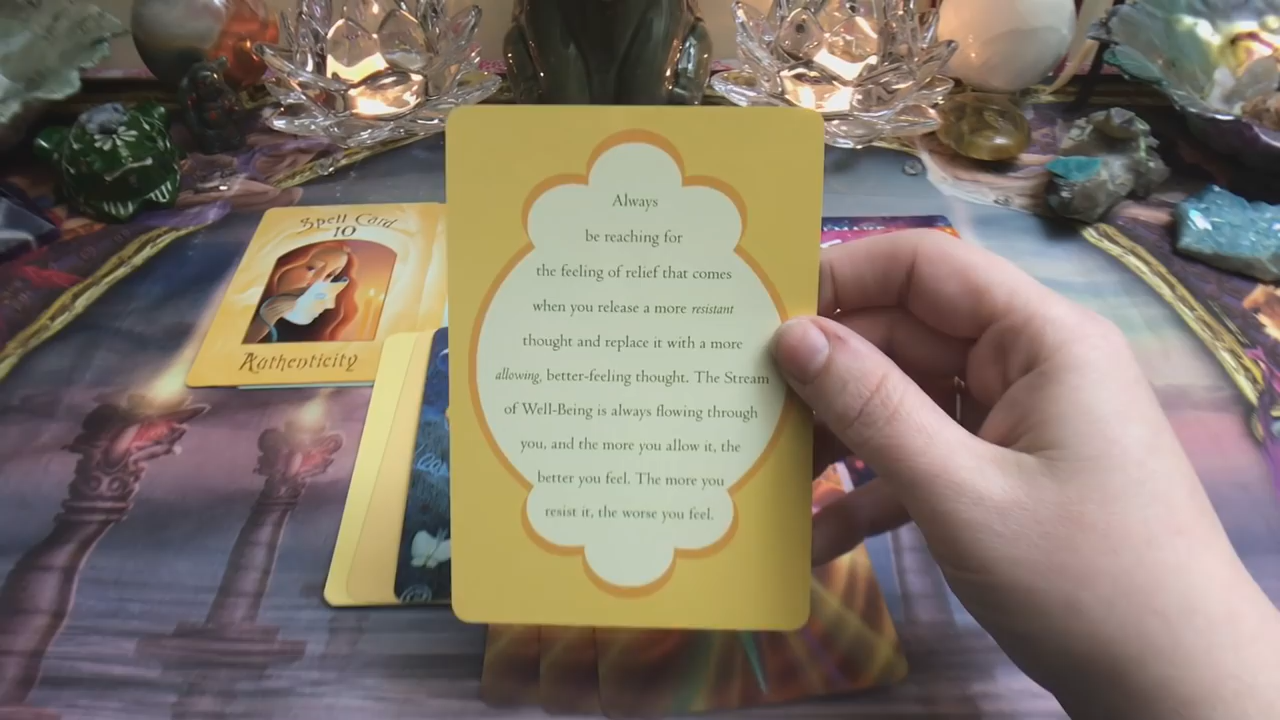 Spell Card
10
Authenticity
Always
be reaching for
the feeling of relief that comes
when you release a more resistant
thought and replace it with a more
allowing, better-feeling thought. The Stream
of Well-Being is always flowing through
you, and the more you allow it, the
better you feel. The more you
resist it, the worse you feel.